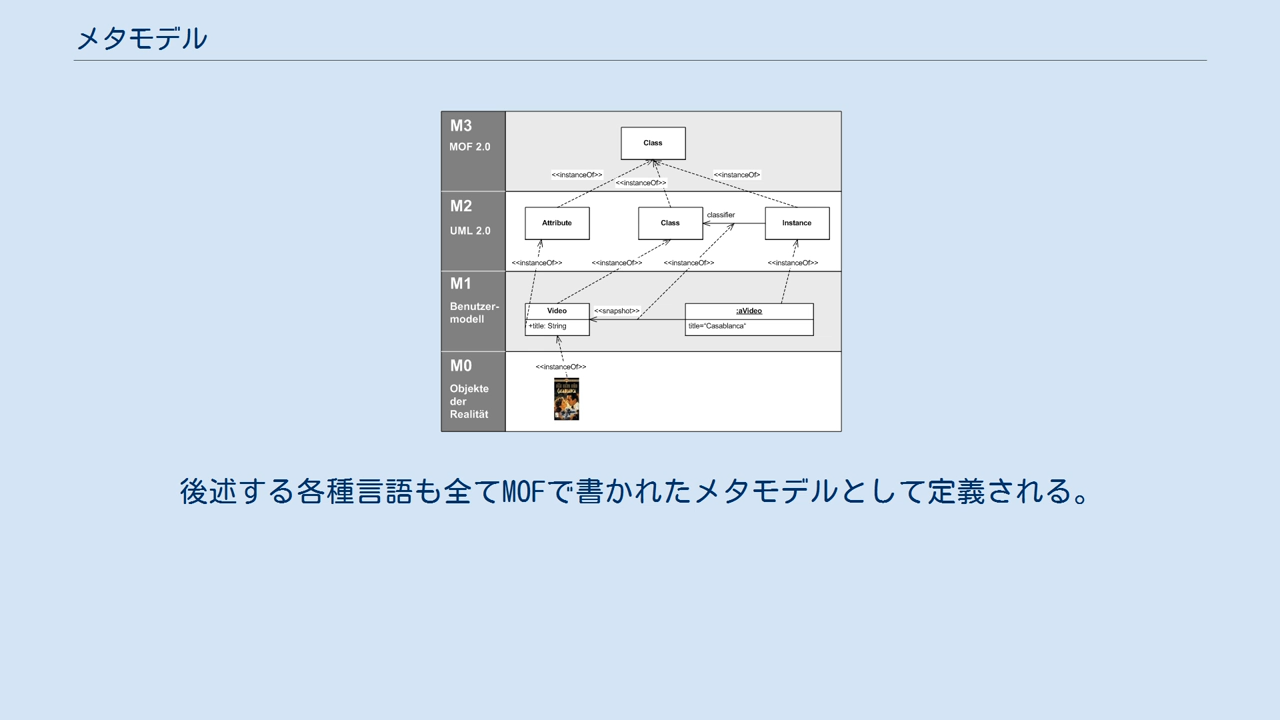 メタモデル
M3
MOF 2.0
Class
<<instanceOf>>
<<instanceOf>>
<<instanceOf>
M2
UML 2.0
Attribute
Class
classifier
Instance
<<instanceOf>>
<<instanceOf>>
<<instanceOf>>
<<instanceOf>>
M1
Benutzer-
modell
Video
+title: String
<<snapshot>>
:aVideo
title="Casablanca"
M0
Objekte
der
Realität
<<instanceOf>>
後述する各種言語も全てMOFで書かれたメタモデルとして定義される。